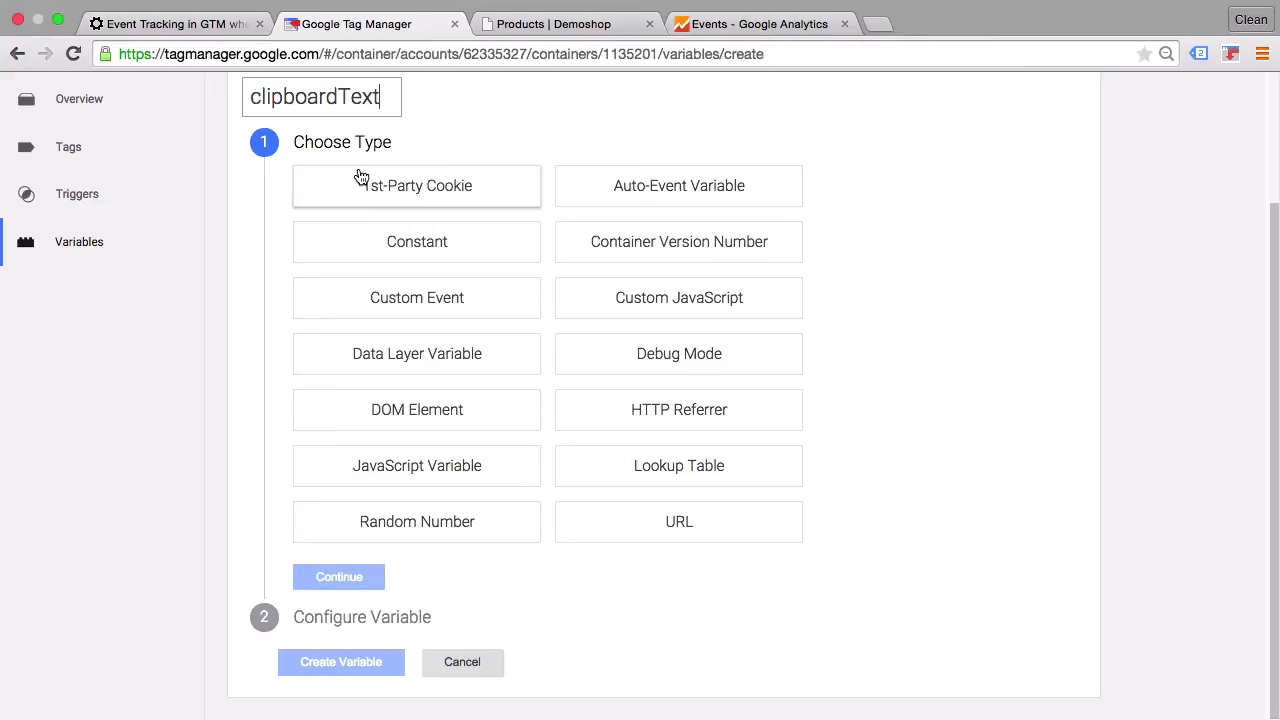 Event Tracking in GTM whe
Google Tag Manager
Products | Demoshop
Events - Google Analytics
Clean
https://tagmanager.google.com/#/container/accounts/62335327/containers/1135201/variables/create
2
Overview
Tags
Triggers
Variables
clipboardText
1 Choose Type
1st-Party Cookie
Auto-Event Variable
Constant
Container Version Number
Custom Event
Custom JavaScript
Data Layer Variable
Debug Mode
DOM Element
HTTP Referrer
JavaScript Variable
Lookup Table
Random Number
URL
Continue
2 Configure Variable
Create Variable
Cancel